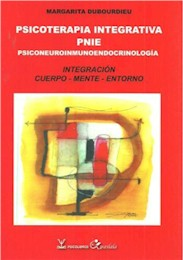 MARGARITA DUBOURDIEU
PSICOTERAPIA INTEGRATIVA
PNIE
PSICONEUROINMUNOENDOCRINOLOGÍA
INTEGRACIÓN
CUERPO - MENTE - ENTORNO